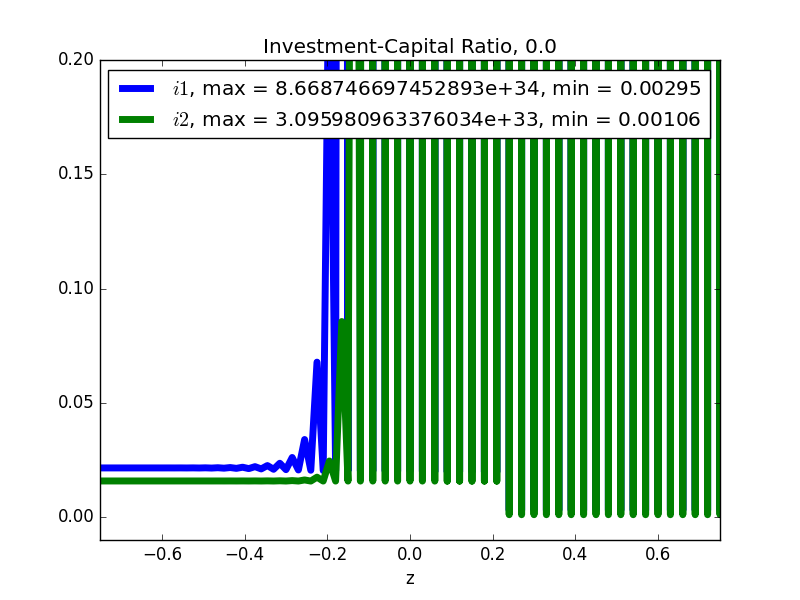 Investment-Capital Ratio, 0.0
i1, max = 8.668746697452893e+34, min = 0.00295
i2, max = 3.095980963376034e+33, min = 0.00106
0.20
0.15
0.10
0.05
0.00
−0.6 −0.4 −0.2 0.0 0.2 0.4 0.6
z